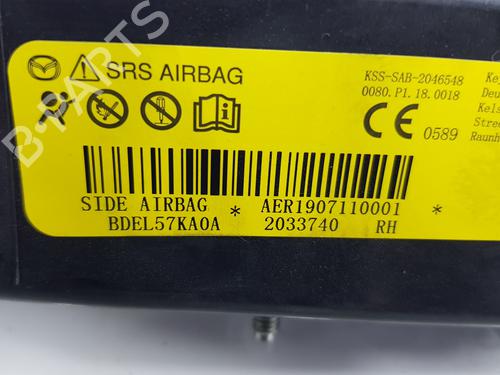 SRS AIRBAG
KSS-SAB-2046548
0080.P1.18.0018
CE 0589
SIDE AIRBAG * AER1907110001 *
BDEL57KA0A 2033740 RH
B-PARTS